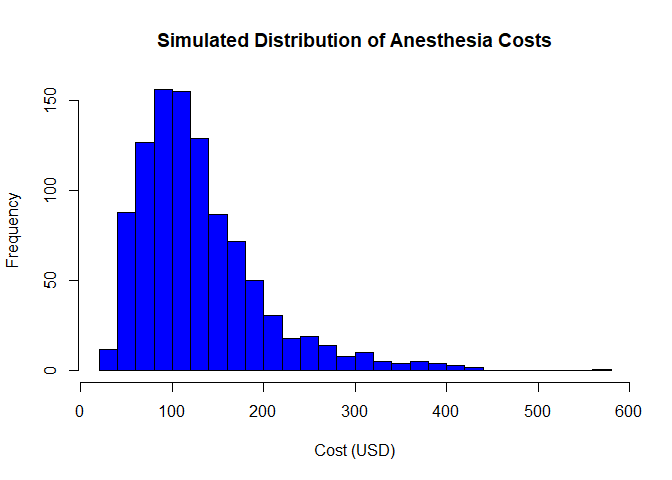 Simulated Distribution of Anesthesia Costs
150
100
50
0
Frequency
0 100 200 300 400 500 600
Cost (USD)